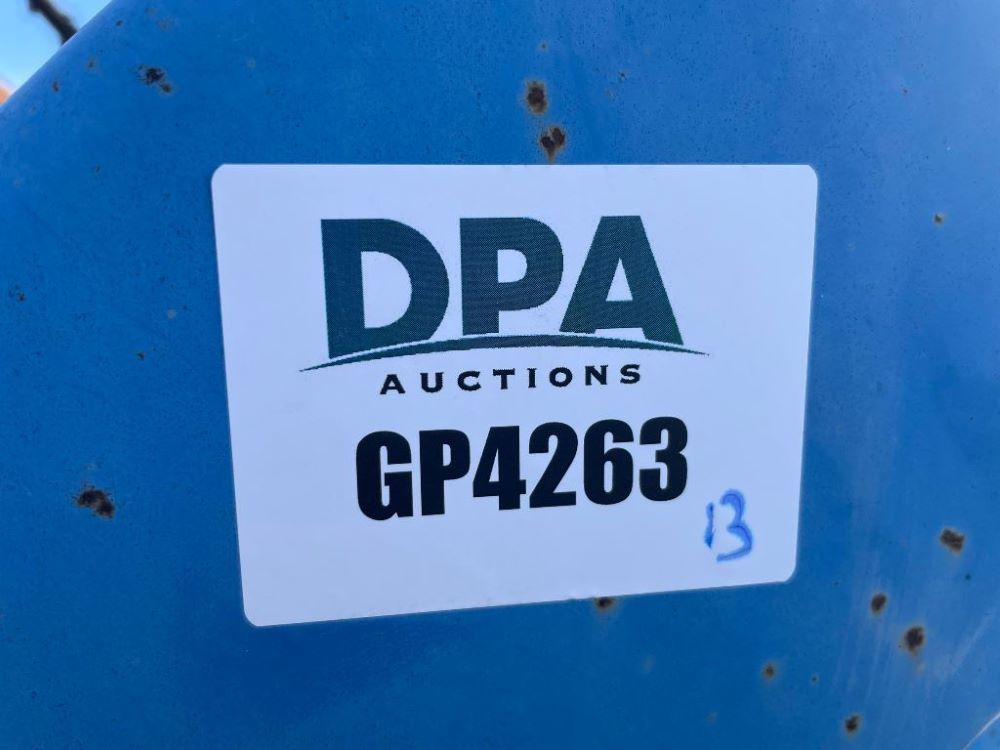 DPA
AUCTIONS
GP4263
13